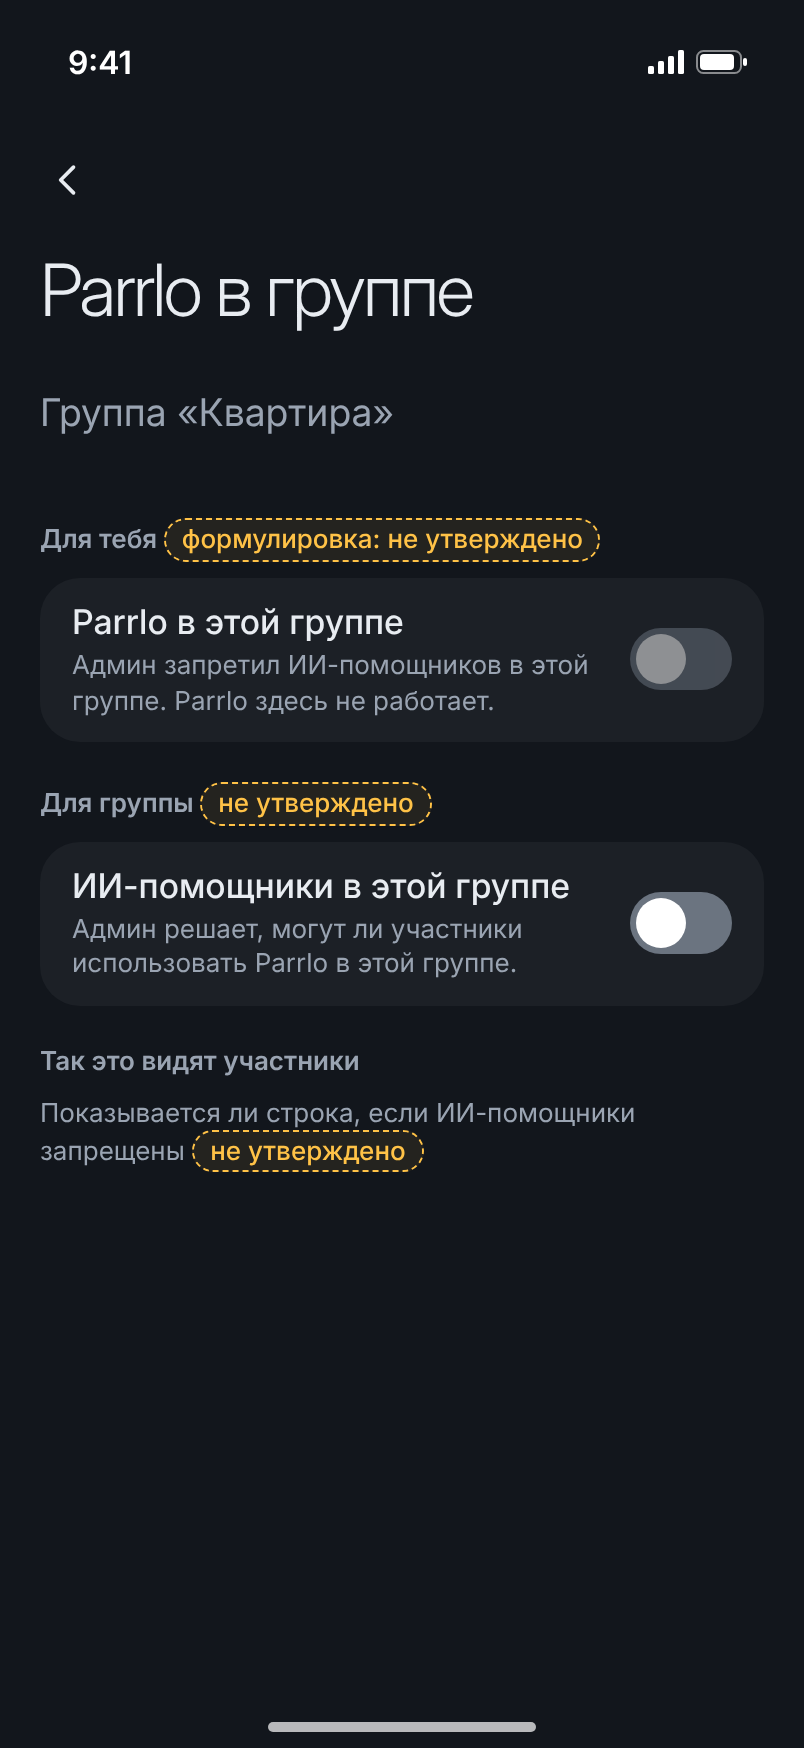 9:41
Parrlo в группе
Группа «Квартира»
Для тебя формулировка: не утверждено
Parrlo в этой группе
Админ запретил ИИ-помощников в этой
группе. Parrlo здесь не работает.
Для группы не утверждено
ИИ-помощники в этой группе
Админ решает, могут ли участники
использовать Parrlo в этой группе.
Так это видят участники
Показывается ли строка, если ИИ-помощники
запрещены не утверждено